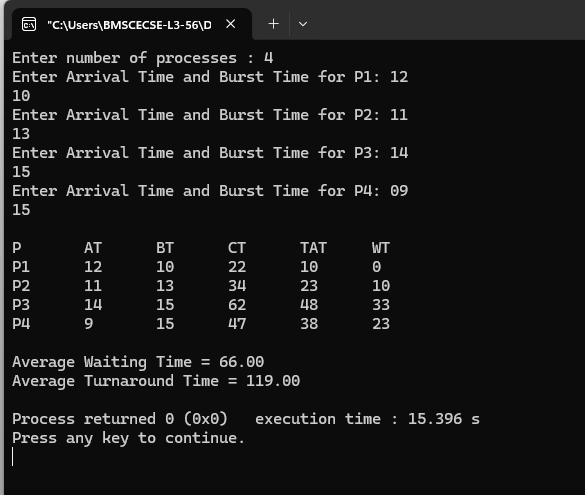 "C:\Users\BMSCECSE-L3-56\D
Enter number of processes : 4
Enter Arrival Time and Burst Time for P1: 12
10
Enter Arrival Time and Burst Time for P2: 11
13
Enter Arrival Time and Burst Time for P3: 14
15
Enter Arrival Time and Burst Time for P4: 09
15
P AT BT CT TAT WT
P1 12 10 22 10 0
P2 11 13 34 23 10
P3 14 15 62 48 33
P4 9 15 47 38 23
Average Waiting Time = 66.00
Average Turnaround Time = 119.00
Process returned 0 (0x0) execution time : 15.396 s
Press any key to continue.